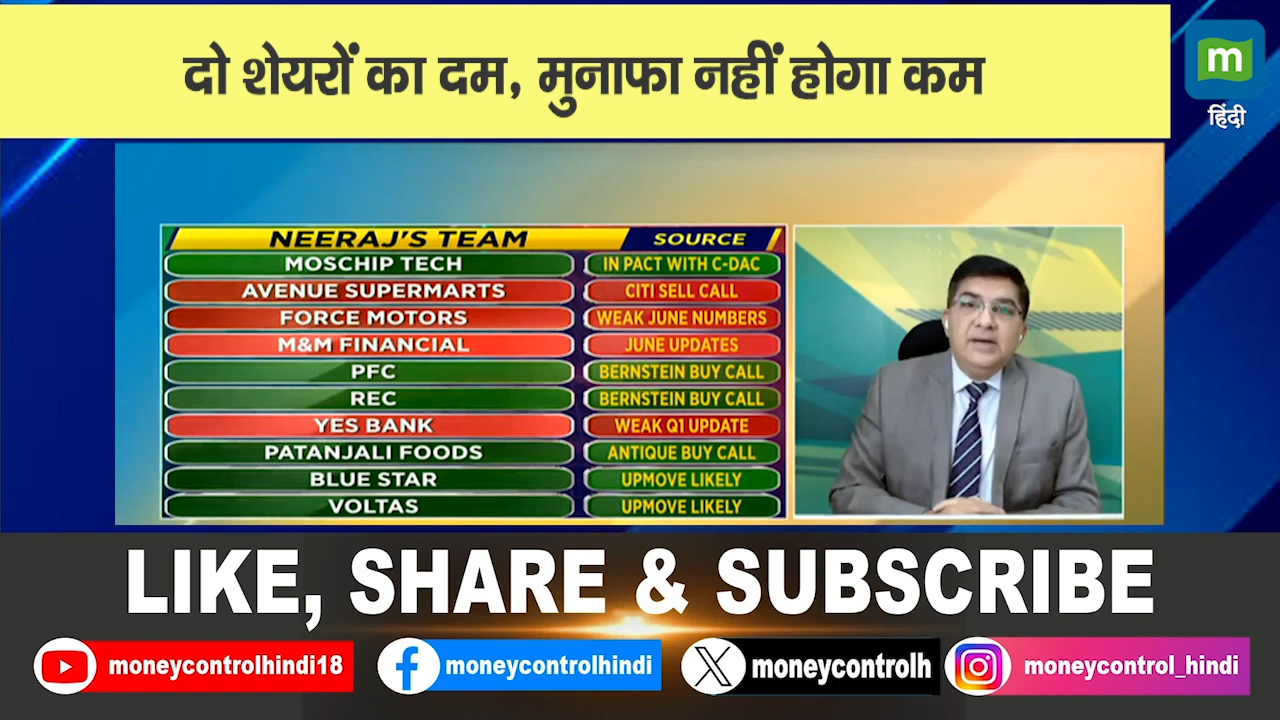 दो शेयरों का दम, मुनाफा नहीं होगा कम
m
हिंदी
NEERAJ'S TEAM SOURCE
MOSCHIP TECH IN PACT WITH C-DAC
AVENUE SUPERMARTS CITI SELL CALL
FORCE MOTORS WEAK JUNE NUMBERS
M&M FINANCIAL JUNE UPDATES
PFC BERNSTEIN BUY CALL
REC BERNSTEIN BUY CALL
YES BANK WEAK Q1 UPDATE
PATANJALI FOODS ANTIQUE BUY CALL
BLUE STAR UPMOVE LIKELY
VOLTAS UPMOVE LIKELY
LIKE, SHARE & SUBSCRIBE
moneycontrolhindi18 moneycontrolhindi moneycontrolh moneycontrol_hindi